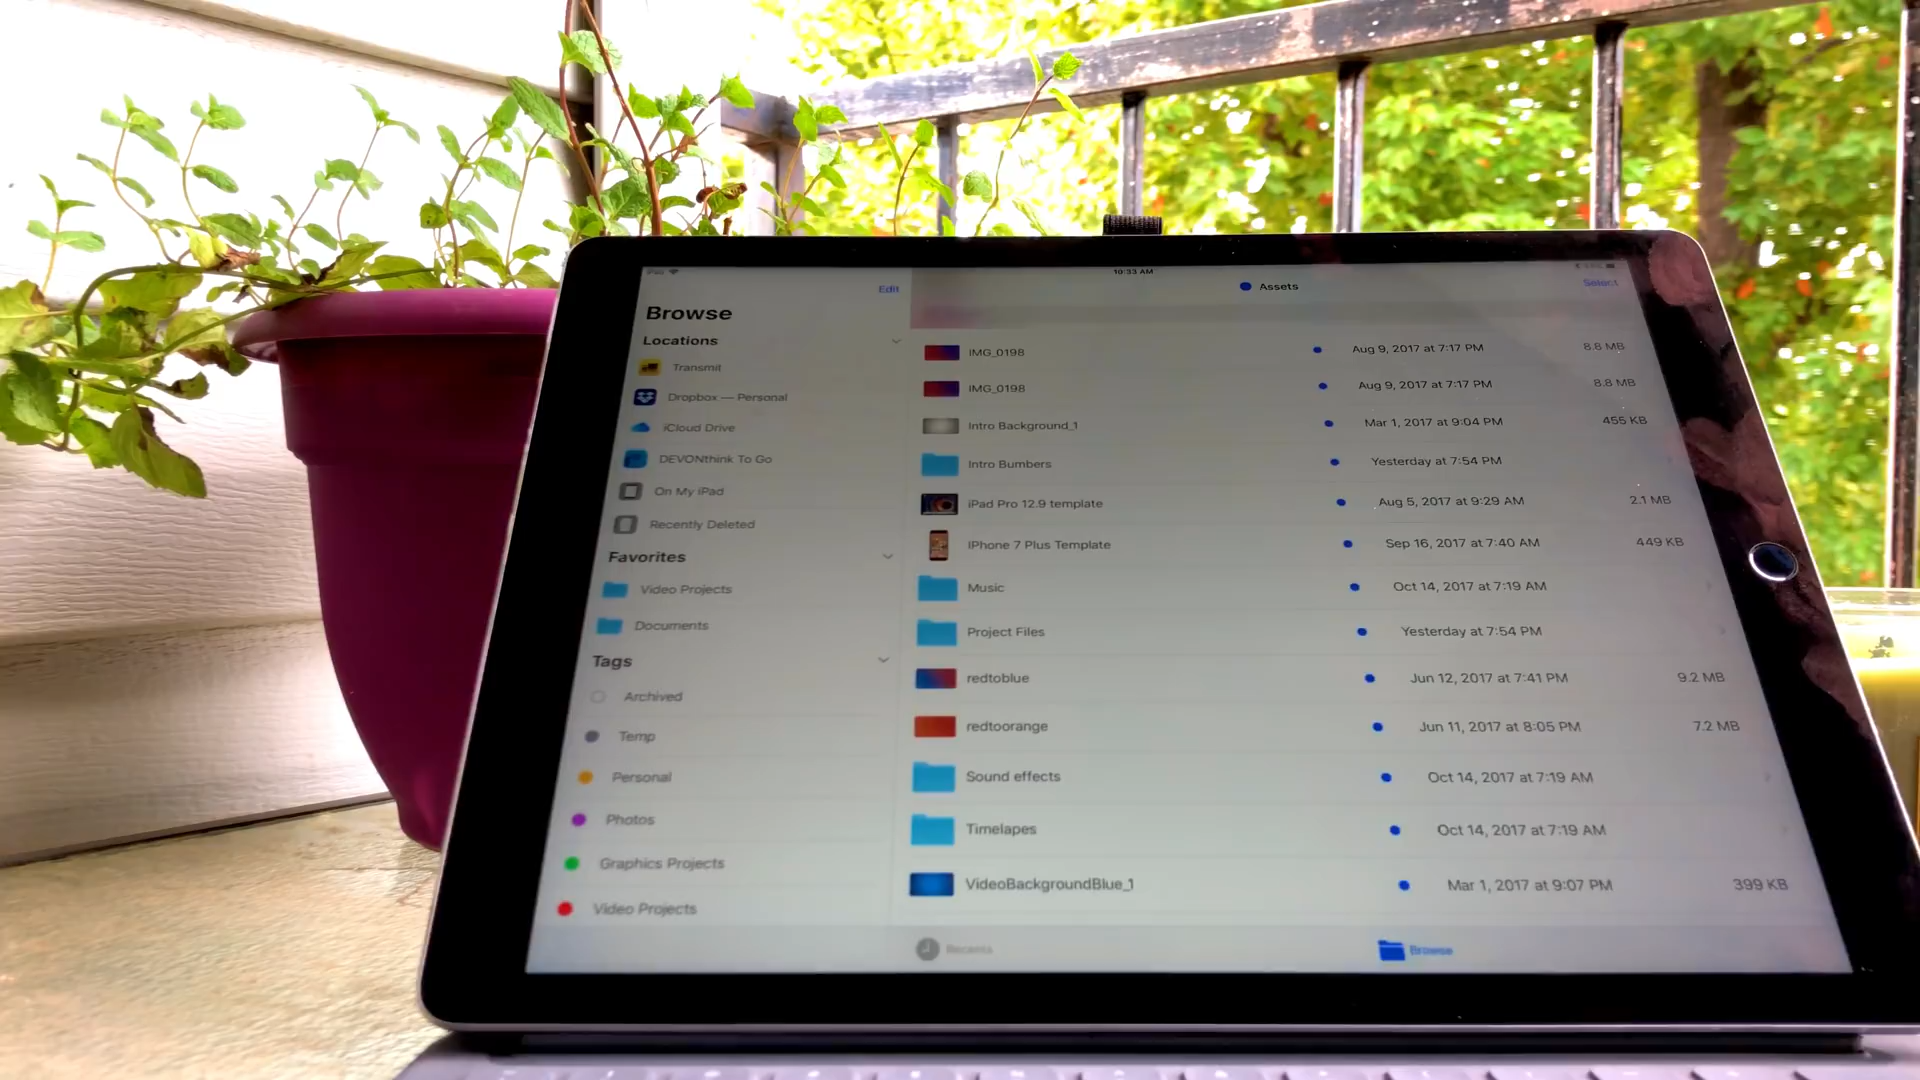 iPad
10:33 AM
Edit
Assets
Select
Browse
Locations
Transmit
Dropbox — Personal
iCloud Drive
DEVONthink To Go
On My iPad
Recently Deleted
Favorites
Video Projects
Documents
Tags
Archived
Temp
Personal
Photos
Graphics Projects
Video Projects
IMG_0198 Aug 9, 2017 at 7:17 PM 8.8 MB
IMG_0198 Aug 9, 2017 at 7:17 PM 8.8 MB
Intro Background_1 Mar 1, 2017 at 9:04 PM 455 KB
Intro Bumbers Yesterday at 7:54 PM
iPad Pro 12.9 template Aug 5, 2017 at 9:29 AM 2.1 MB
iPhone 7 Plus Template Sep 16, 2017 at 7:40 AM 449 KB
Music Oct 14, 2017 at 7:19 AM
Project Files Yesterday at 7:54 PM
redtoblue Jun 12, 2017 at 7:41 PM 9.2 MB
redtoorange Jun 11, 2017 at 8:05 PM 7.2 MB
Sound effects Oct 14, 2017 at 7:19 AM
Timelapes Oct 14, 2017 at 7:19 AM
VideoBackgroundBlue_1 Mar 1, 2017 at 9:07 PM 399 KB
Recents
Browse